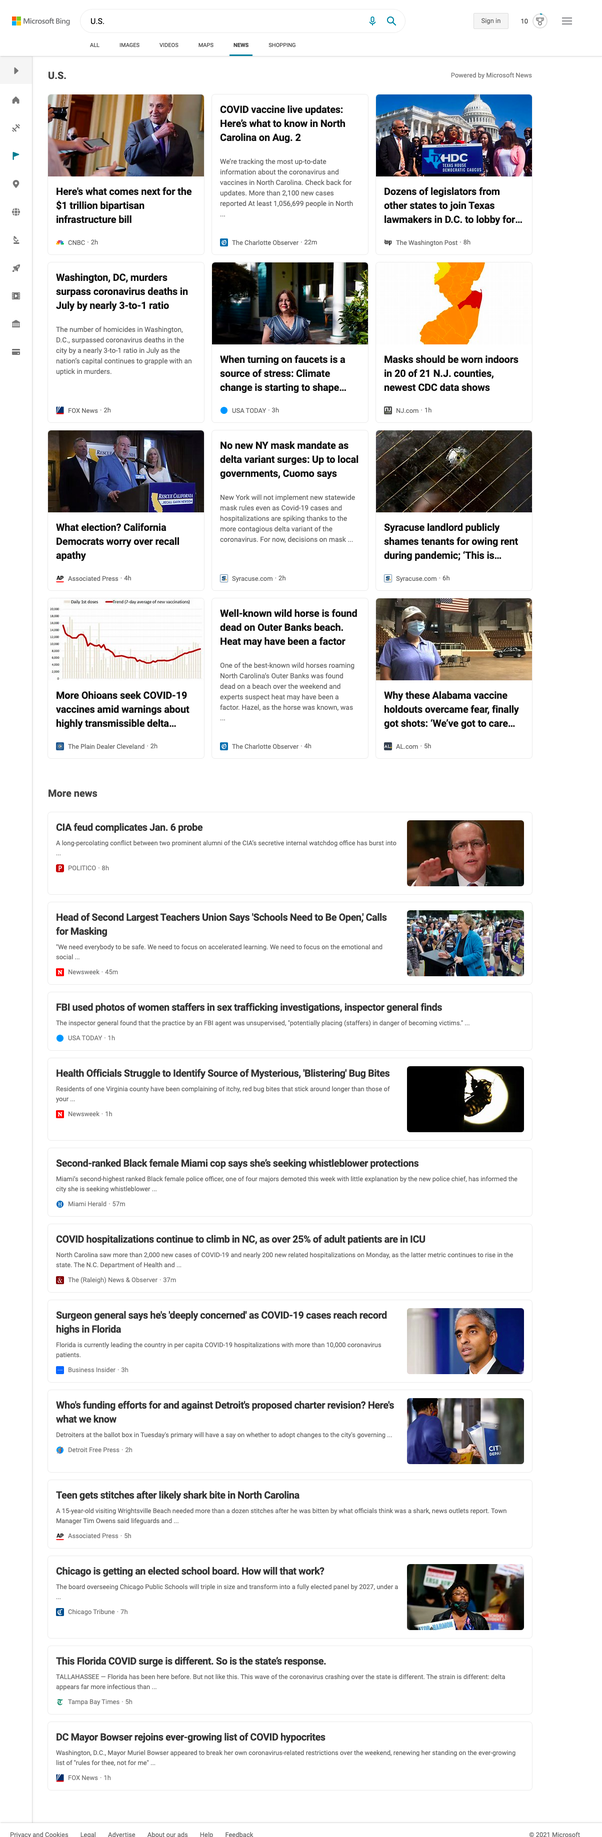 Microsoft Bing
U.S.
Sign in
10
ALL
IMAGES
VIDEOS
MAPS
NEWS
SHOPPING
U.S.
Powered by Microsoft News
Here's what comes next for the
$1 trillion bipartisan
infrastructure bill
CNBC · 2h
COVID vaccine live updates:
Here's what to know in North
Carolina on Aug. 2
We're tracking the most up-to-date
information about the coronavirus and
vaccines in North Carolina. Check back for
updates. More than 2,100 new cases
reported At least 1,056,699 people in North
...
The Charlotte Observer · 22m
TXHDC
TEXAS HOUSE
DEMOCRATIC CAUCUS
Dozens of legislators from
other states to join Texas
lawmakers in D.C. to lobby for...
The Washington Post · 8h
Washington, DC, murders
surpass coronavirus deaths in
July by nearly 3-to-1 ratio
The number of homicides in Washington,
D.C., surpassed coronavirus deaths in the
city by a nearly 3-to-1 ratio in July as the
nation's capital continues to grapple with an
uptick in murders.
FOX News · 2h
When turning on faucets is a
source of stress: Climate
change is starting to shape...
USA TODAY · 3h
Masks should be worn indoors
in 20 of 21 N.J. counties,
newest CDC data shows
NJ.com · 1h
RESCUE CALIFORNIA
What election? California
Democrats worry over recall
apathy
AP
Associated Press · 4h
No new NY mask mandate as
delta variant surges: Up to local
governments, Cuomo says
New York will not implement new statewide
mask rules even as Covid-19 cases and
hospitalizations are spiking thanks to the
more contagious delta variant of the
coronavirus. For now, decisions on mask ...
Syracuse.com · 2h
Syracuse landlord publicly
shames tenants for owing rent
during pandemic; 'This is...
Syracuse.com · 6h
Daily 1st doses
Trend (7-day average of new vaccinations)
More Ohioans seek COVID-19
vaccines amid warnings about
highly transmissible delta...
The Plain Dealer Cleveland · 2h
Well-known wild horse is found
dead on Outer Banks beach.
Heat may have been a factor
One of the best-known wild horses roaming
North Carolina's Outer Banks was found
dead on a beach over the weekend and
experts suspect heat may have been a
factor. Hazel, as the horse was known, was
...
The Charlotte Observer · 4h
Why these Alabama vaccine
holdouts overcame fear, finally
got shots: 'We've got to care...
AL.com · 5h
More news
CIA feud complicates Jan. 6 probe
A long-percolating conflict between two prominent alumni of the CIA's secretive internal watchdog office has burst into
...
POLITICO · 8h
Head of Second Largest Teachers Union Says 'Schools Need to Be Open,' Calls
for Masking
"We need everybody to be safe. We need to focus on accelerated learning. We need to focus on the emotional and
social ...
Newsweek · 45m
FBI used photos of women staffers in sex trafficking investigations, inspector general finds
The inspector general found that the practice by an FBI agent was unsupervised, "potentially placing (staffers) in danger of becoming victims." ...
USA TODAY · 1h
Health Officials Struggle to Identify Source of Mysterious, 'Blistering' Bug Bites
Residents of one Virginia county have been complaining of itchy, red bug bites that stick around longer than those of
your ...
Newsweek · 1h
Second-ranked Black female Miami cop says she's seeking whistleblower protections
Miami's second-highest ranked Black female police officer, one of four majors demoted this week with little explanation by the new police chief, has informed the
city she is seeking whistleblower ...
Miami Herald · 57m
COVID hospitalizations continue to climb in NC, as over 25% of adult patients are in ICU
North Carolina saw more than 2,000 new cases of COVID-19 and nearly 200 new related hospitalizations on Monday, as the latter metric continues to rise in the
state. The N.C. Department of Health and ...
The (Raleigh) News & Observer · 37m
Surgeon general says he's 'deeply concerned' as COVID-19 cases reach record
highs in Florida
Florida is currently leading the country in per capita COVID-19 hospitalizations with more than 10,000 coronavirus
patients.
Business Insider · 3h
Who's funding efforts for and against Detroit's proposed charter revision? Here's
what we know
Detroiters at the ballot box in Tuesday's primary will have a say on whether to adopt changes to the city's governing ...
Detroit Free Press · 2h
CITY
Teen gets stitches after likely shark bite in North Carolina
A 15-year-old visiting Wrightsville Beach needed more than a dozen stitches after he was bitten by what officials think was a shark, news outlets report. Town
Manager Tim Owens said lifeguards and ...
AP
Associated Press · 5h
Chicago is getting an elected school board. How will that work?
The board overseeing Chicago Public Schools will triple in size and transform into a fully elected panel by 2027, under a
...
Chicago Tribune · 7h
This Florida COVID surge is different. So is the state's response.
TALLAHASSEE — Florida has been here before. But not like this. This wave of the coronavirus crashing over the state is different. The strain is different: delta
appears far more infectious than ...
Tampa Bay Times · 5h
DC Mayor Bowser rejoins ever-growing list of COVID hypocrites
Washington, D.C., Mayor Muriel Bowser appeared to break her own coronavirus-related restrictions over the weekend, renewing her standing on the ever-growing
list of "rules for thee, not for me" ...
FOX News · 1h
Privacy and Cookies
Legal
Advertise
About our ads
Help
Feedback
© 2021 Microsoft